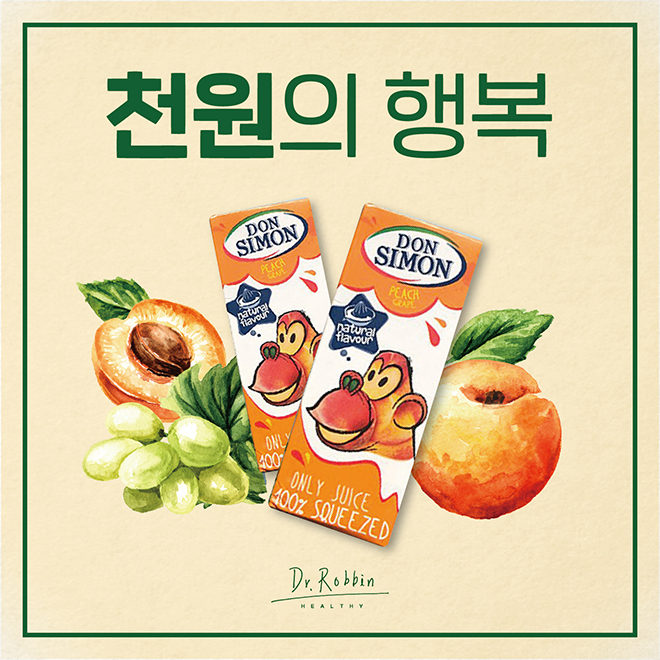 천원의 행복
DON
SIMON
PEACH
GRAPE
natural
flavour
ONL
100%
DON
SIMON
PEACH
GRAPE
natural
flavour
ONLY JUICE
100% SQUEEZED
Dr. Robbin
HEALTHY